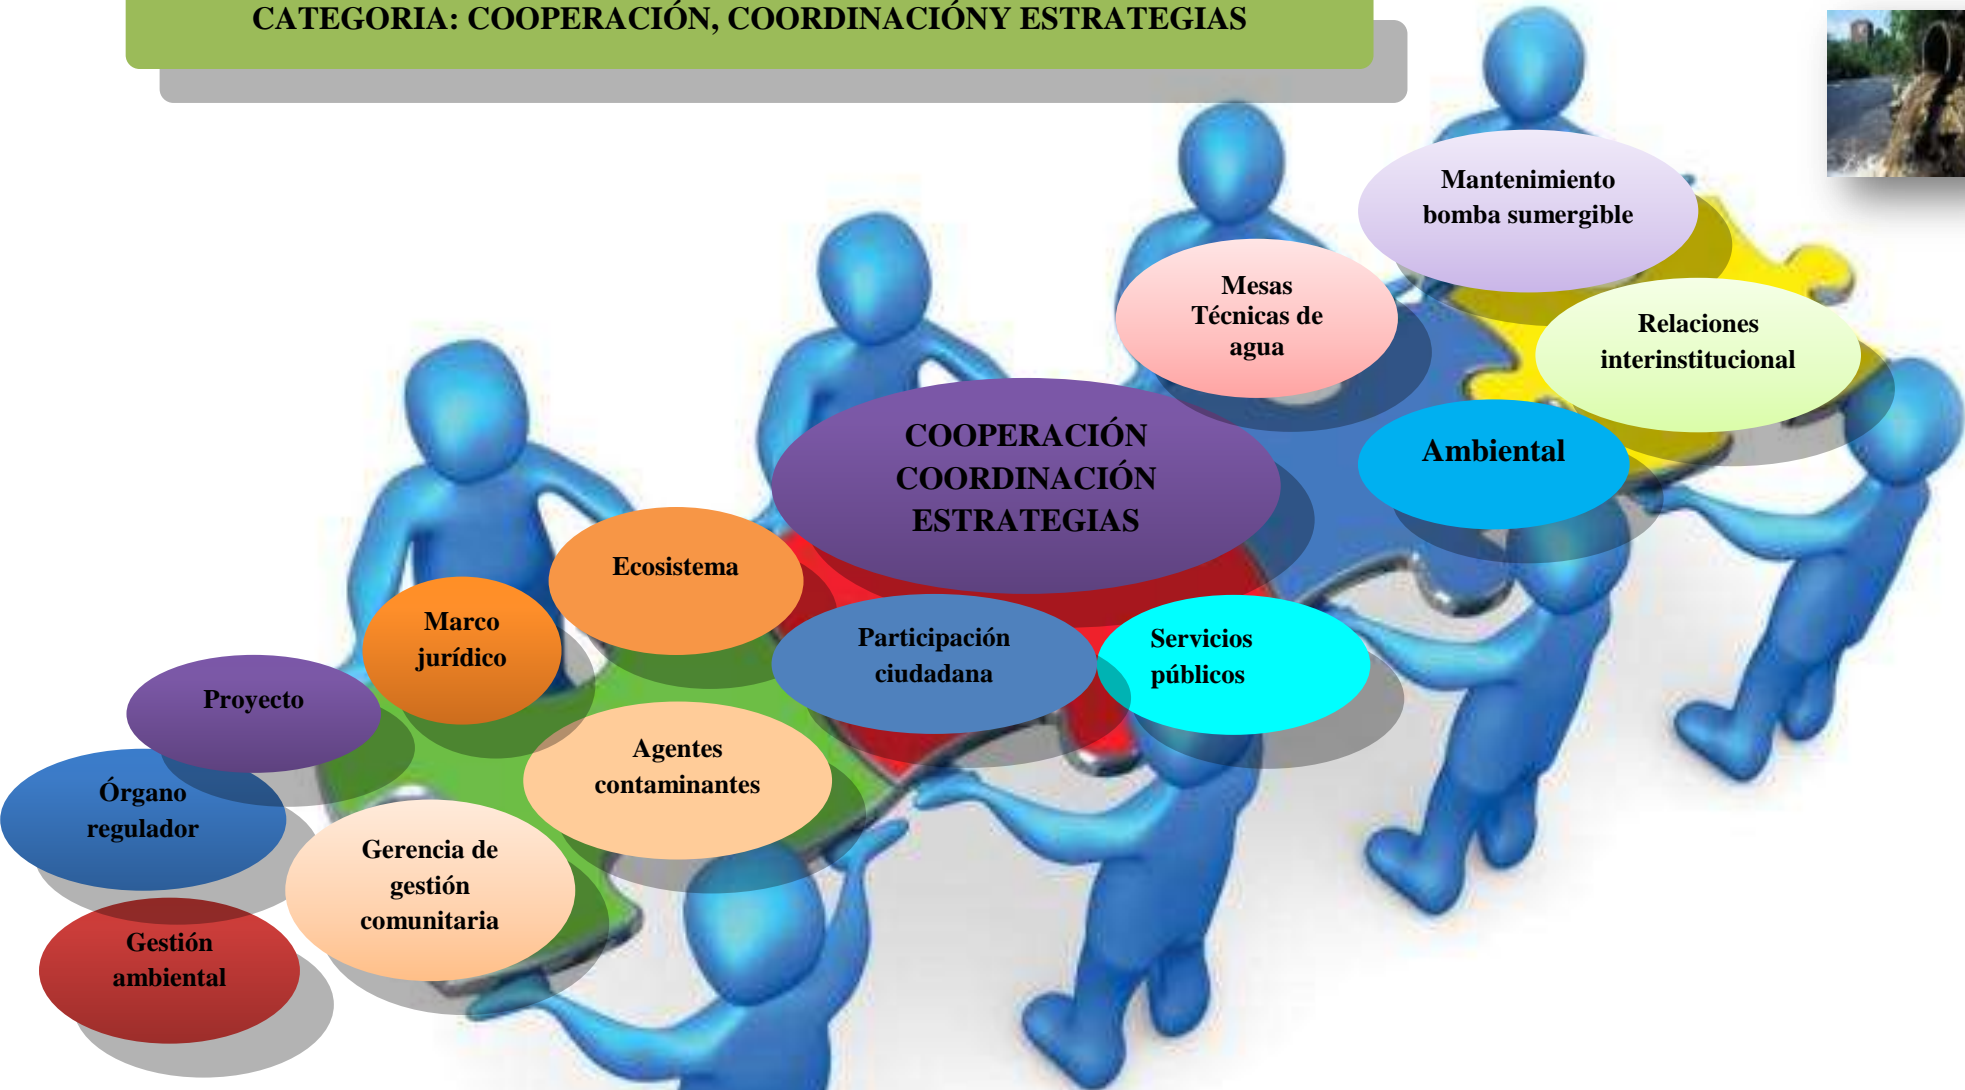 CATEGORIA: COOPERACIÓN, COORDINACIÓNY ESTRATEGIAS
Mantenimiento
bomba sumergible
Mesas
Técnicas de
agua
Relaciones
interinstitucional
COOPERACIÓN
COORDINACIÓN
ESTRATEGIAS
Ambiental
Ecosistema
Marco
jurídico
Participación
ciudadana
Servicios
públicos
Proyecto
Agentes
contaminantes
Órgano
regulador
Gerencia de
gestión
comunitaria
Gestión
ambiental